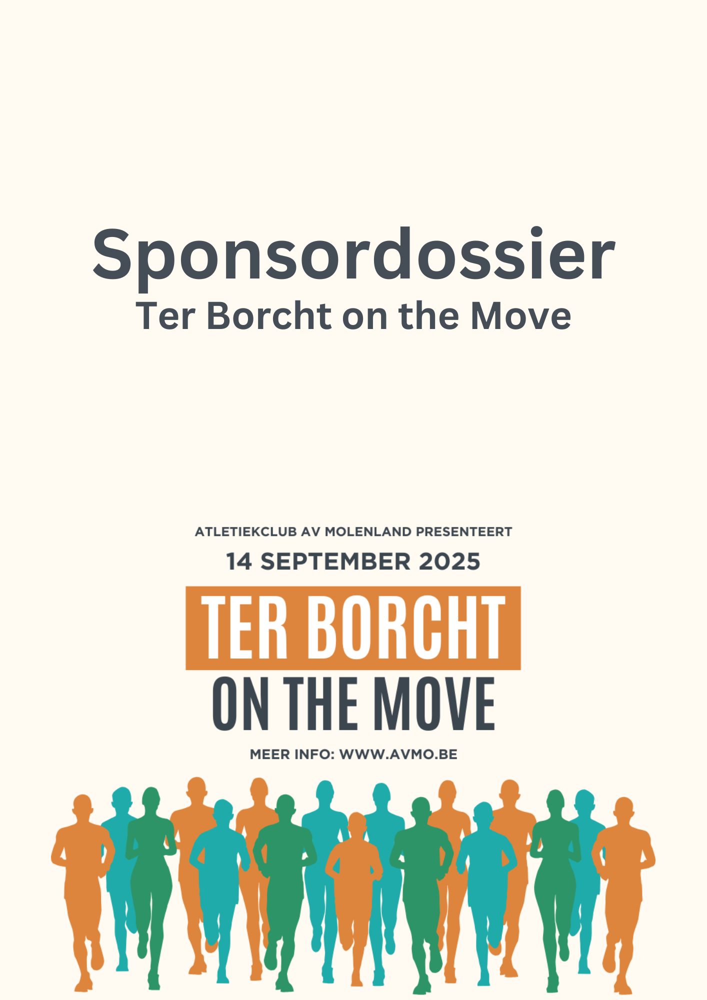 Sponsordossier
Ter Borcht on the Move
ATLETIEKCLUB AV MOLENLAND PRESENTEERT
14 SEPTEMBER 2025
TER BORCHT
ON THE MOVE
MEER INFO: WWW.AVMO.BE